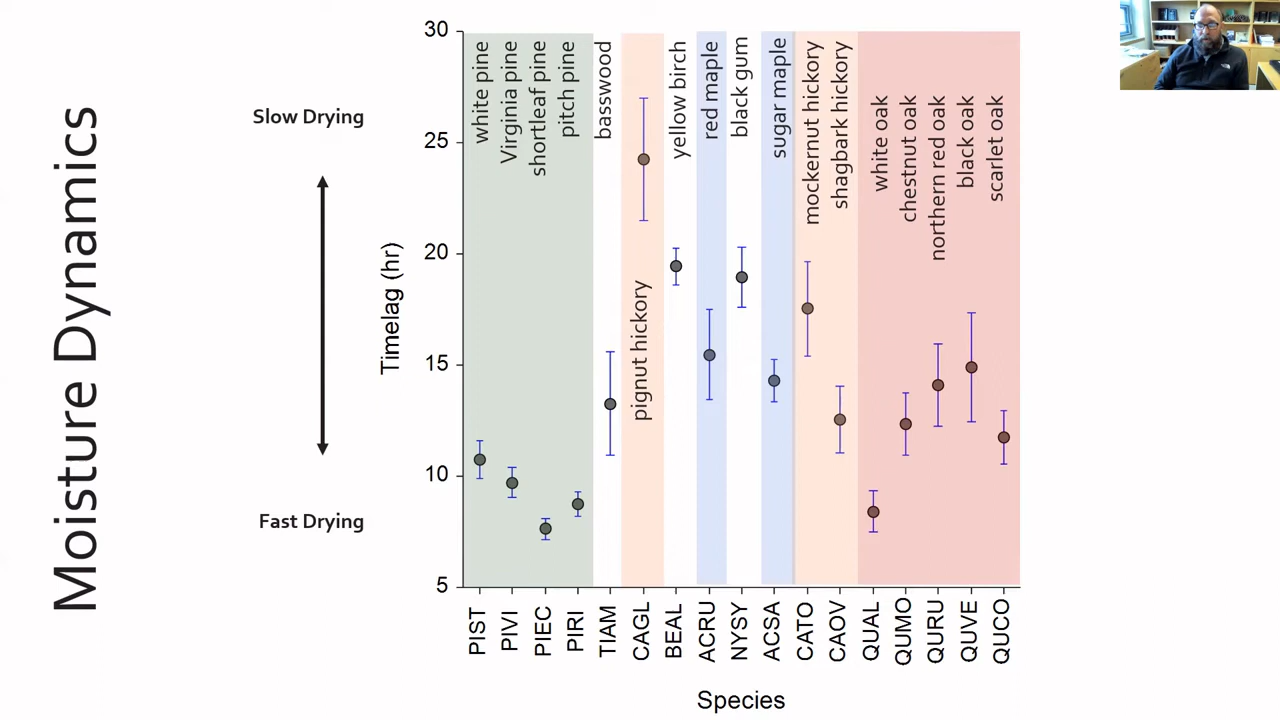 Moisture Dynamics
Slow Drying
Fast Drying
Timelag (hr)
30
25
20
15
10
5
white pine
Virginia pine
shortleaf pine
pitch pine
basswood
pignut hickory
yellow birch
red maple
black gum
sugar maple
mockernut hickory
shagbark hickory
white oak
chestnut oak
northern red oak
black oak
scarlet oak
PIST
PIVI
PIEC
PIRI
TIAM
CAGL
BEAL
ACRU
NYSY
ACSA
CATO
CAOV
QUAL
QUMO
QURU
QUVE
QUCO
Species